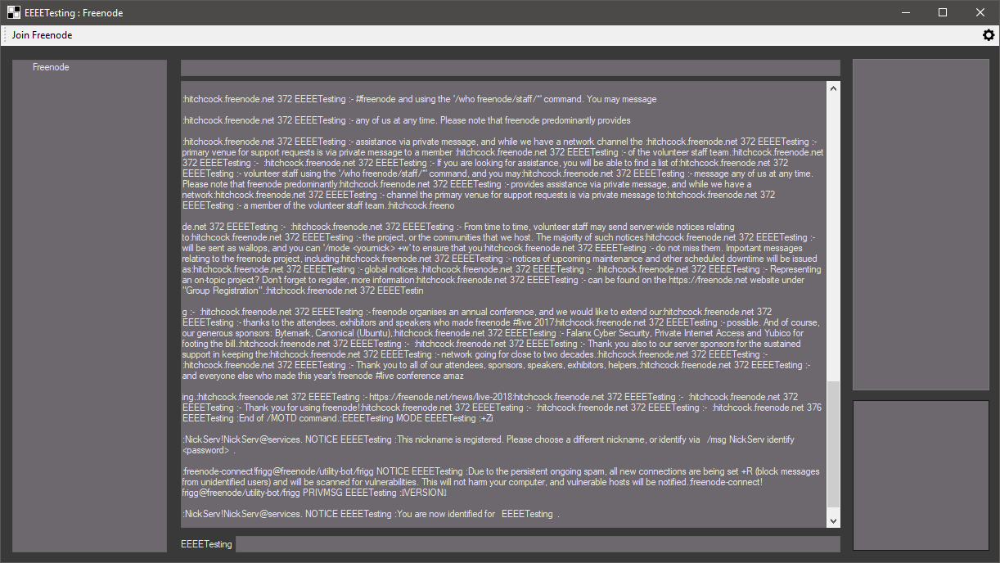 EEEETesting : Freenode
Join Freenode
Freenode
:hitchcock.freenode.net 372 EEEETesting :- #freenode and using the '/who freenode/staff/*' command. You may message
:hitchcock.freenode.net 372 EEEETesting :- any of us at any time. Please note that freenode predominantly provides
:hitchcock.freenode.net 372 EEEETesting :- assistance via private message, and while we have a network channel the :hitchcock.freenode.net 372 EEEETesting :-
primary venue for support requests is via private message to a member :hitchcock.freenode.net 372 EEEETesting :- of the volunteer staff team.:hitchcock.freenode.net
372 EEEETesting :-  :hitchcock.freenode.net 372 EEEETesting :- If you are looking for assistance, you will be able to find a list of:hitchcock.freenode.net 372
EEEETesting :- volunteer staff using the '/who freenode/staff/*' command, and you may:hitchcock.freenode.net 372 EEEETesting :- message any of us at any time.
Please note that freenode predominantly:hitchcock.freenode.net 372 EEEETesting :- provides assistance via private message, and while we have a
network:hitchcock.freenode.net 372 EEEETesting :- channel the primary venue for support requests is via private message to:hitchcock.freenode.net 372
EEEETesting :- a member of the volunteer staff team.:hitchcock.freeno
de.net 372 EEEETesting :-  :hitchcock.freenode.net 372 EEEETesting :- From time to time, volunteer staff may send server-wide notices relating
to:hitchcock.freenode.net 372 EEEETesting :- the project, or the communities that we host. The majority of such notices:hitchcock.freenode.net 372 EEEETesting :-
will be sent as wallops, and you can '/mode <yournick> +w' to ensure that you:hitchcock.freenode.net 372 EEEETesting :- do not miss them. Important messages
relating to the freenode project, including:hitchcock.freenode.net 372 EEEETesting :- notices of upcoming maintenance and other scheduled downtime will be issued
as:hitchcock.freenode.net 372 EEEETesting :- global notices.:hitchcock.freenode.net 372 EEEETesting :-  :hitchcock.freenode.net 372 EEEETesting :- Representing
an on-topic project? Don't forget to register, more information:hitchcock.freenode.net 372 EEEETesting :- can be found on the https://freenode.net website under
"Group Registration".:hitchcock.freenode.net 372 EEEETestin
g :-  :hitchcock.freenode.net 372 EEEETesting :- freenode organises an annual conference, and we would like to extend our:hitchcock.freenode.net 372
EEEETesting :- thanks to the attendees, exhibitors and speakers who made freenode #live 2017:hitchcock.freenode.net 372 EEEETesting :- possible. And of course,
our generous sponsors: Bytemark, Canonical (Ubuntu),:hitchcock.freenode.net 372 EEEETesting :- Falanx Cyber Security, Private Internet Access and Yubico for
footing the bill.:hitchcock.freenode.net 372 EEEETesting :-  :hitchcock.freenode.net 372 EEEETesting :- Thank you also to our server sponsors for the sustained
support in keeping the:hitchcock.freenode.net 372 EEEETesting :- network going for close to two decades.:hitchcock.freenode.net 372 EEEETesting :-
:hitchcock.freenode.net 372 EEEETesting :- Thank you to all of our attendees, sponsors, speakers, exhibitors, helpers,:hitchcock.freenode.net 372 EEEETesting :-
and everyone else who made this year's freenode #live conference amaz
ing.:hitchcock.freenode.net 372 EEEETesting :- https://freenode.net/news/live-2018:hitchcock.freenode.net 372 EEEETesting :-  :hitchcock.freenode.net 372
EEEETesting :- Thank you for using freenode!:hitchcock.freenode.net 372 EEEETesting :-  :hitchcock.freenode.net 372 EEEETesting :-  :hitchcock.freenode.net 376
EEEETesting :End of /MOTD command.:EEEETesting MODE EEEETesting :+Zi
:NickServ!NickServ@services. NOTICE EEEETesting :This nickname is registered. Please choose a different nickname, or identify via  /msg NickServ identify
<password> .
:freenode-connect!frigg@freenode/utility-bot/frigg NOTICE EEEETesting :Due to the persistent ongoing spam, all new connections are being set +R (block messages
from unidentified users) and will be scanned for vulnerabilities. This will not harm your computer, and vulnerable hosts will be notified.:freenode-connect!
frigg@freenode/utility-bot/frigg PRIVMSG EEEETesting :▯VERSION▯
:NickServ!NickServ@services. NOTICE EEEETesting :You are now identified for  EEEETesting .
EEEETesting